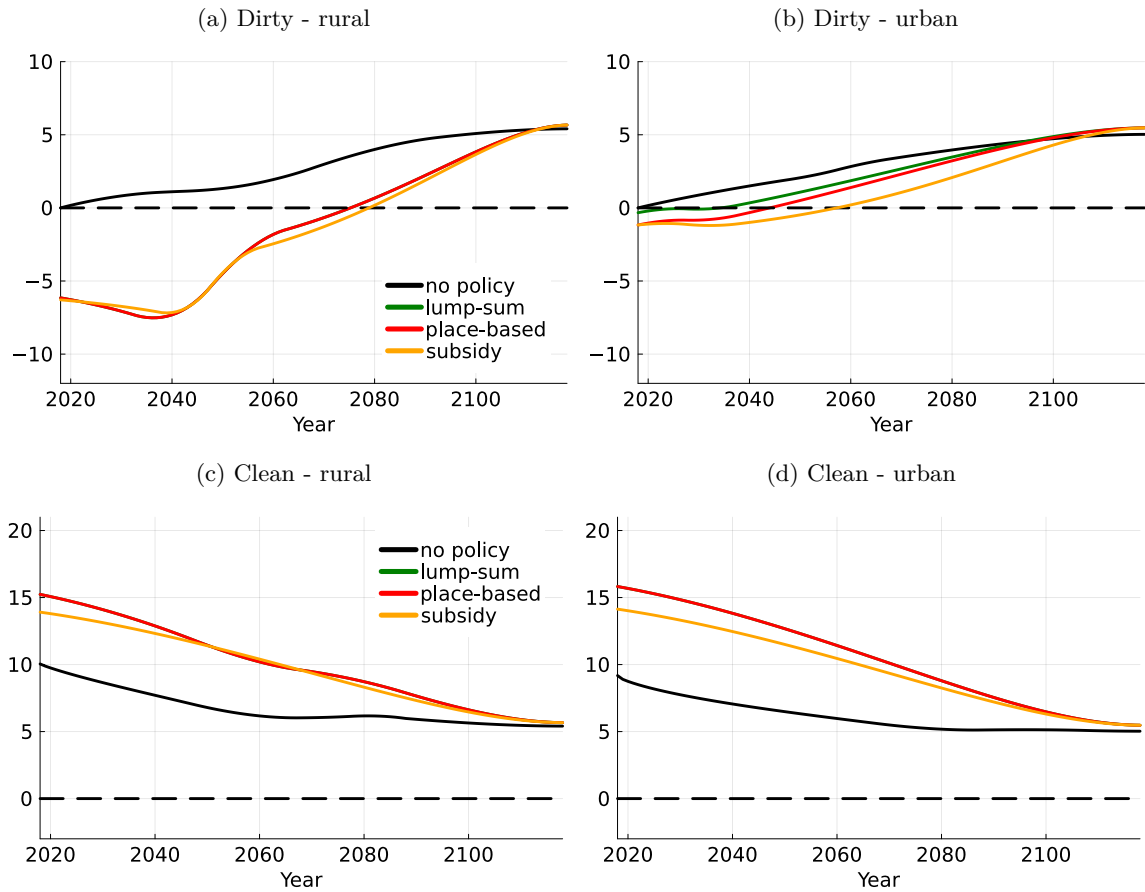 (a) Dirty - rural
10
5
0
−5
−10
no policy
lump-sum
place-based
subsidy
2020 2040 2060 2080 2100
Year
(b) Dirty - urban
10
5
0
−5
−10
2020 2040 2060 2080 2100
Year
(c) Clean - rural
20
15
10
5
0
no policy
lump-sum
place-based
subsidy
2020 2040 2060 2080 2100
Year
(d) Clean - urban
20
15
10
5
0
2020 2040 2060 2080 2100
Year